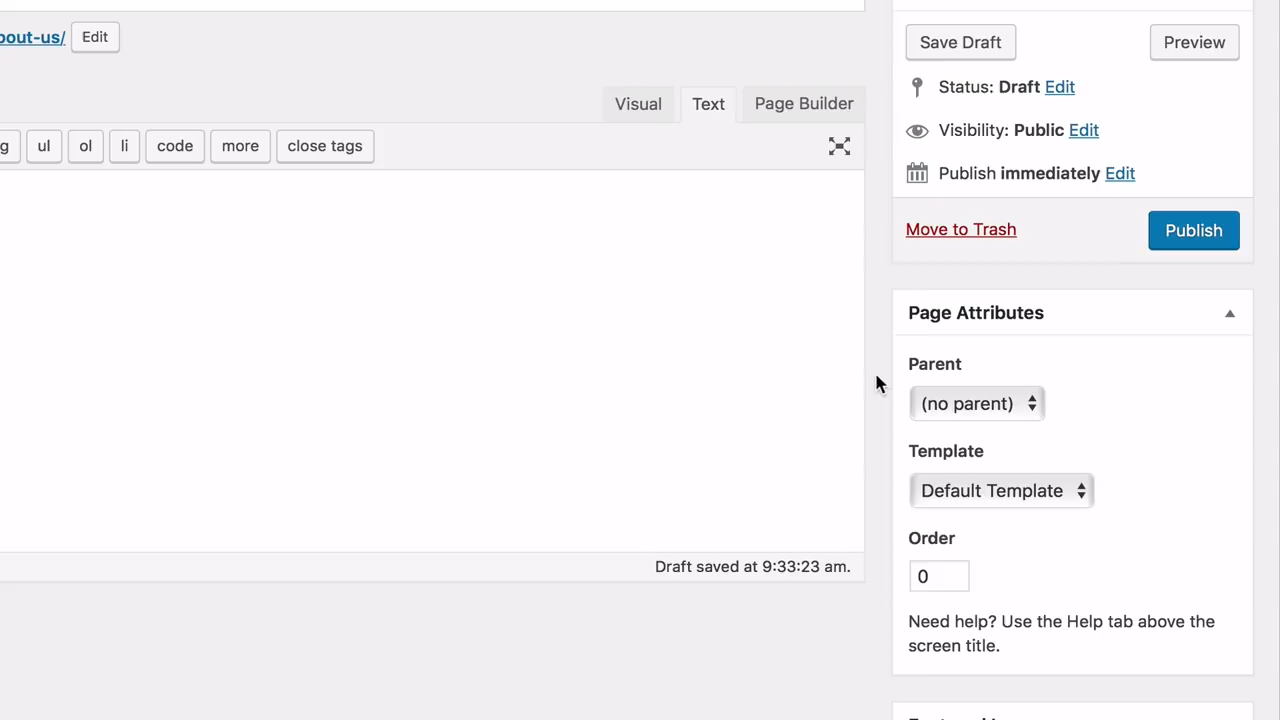 bout-us/ Edit
Save Draft Preview
Status: Draft Edit
Visibility: Public Edit
Publish immediately Edit
Move to Trash Publish
Visual Text Page Builder
g ul ol li code more close tags
Draft saved at 9:33:23 am.
Page Attributes
Parent
(no parent)
Template
Default Template
Order
0
Need help? Use the Help tab above the
screen title.